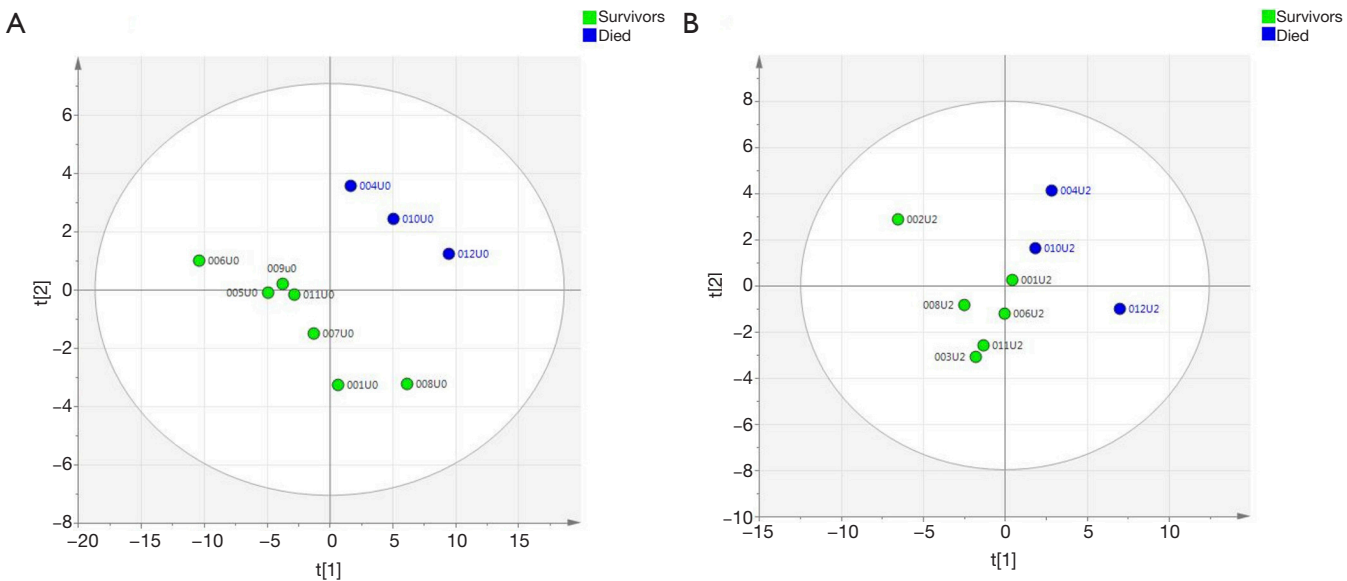 A
Survivors
Died
6
4
2
0
−2
−4
−6
−8
t[2]
−20
−15
−10
−5
0
5
10
15
t[1]
004U0
010U0
012U0
006U0
009u0
005U0
011U0
007U0
001U0
008U0
B
Survivors
Died
8
6
4
2
0
−2
−4
−6
−8
−10
t[2]
−15
−10
−5
0
5
10
t[1]
004U2
002U2
010U2
001U2
008U2
006U2
012U2
011U2
003U2